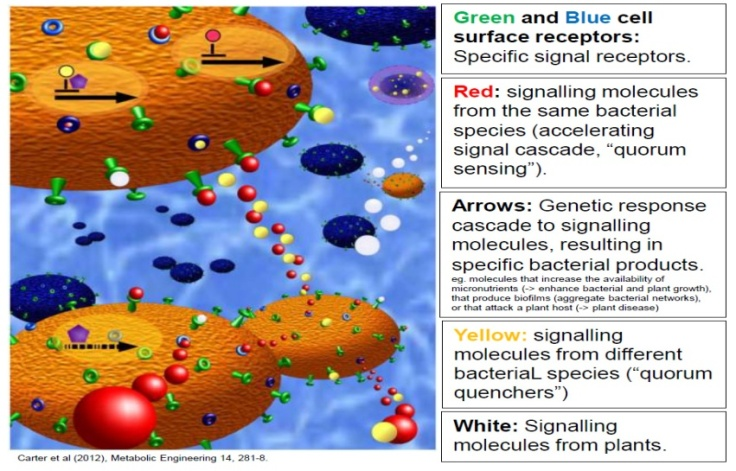 Green and Blue cell
surface receptors:
Specific signal receptors.
Red: signalling molecules
from the same bacterial
species (accelerating
signal cascade, “quorum
sensing”).
Arrows: Genetic response
cascade to signalling
molecules, resulting in
specific bacterial products.
eg. molecules that increase the availability of
micronutrients (-> enhance bacterial and plant growth),
that produce biofilms (aggregate bacterial networks),
or that attack a plant host (-> plant disease)
Yellow: signalling
molecules from different
bacteriaL species (“quorum
quenchers”)
White: Signalling
molecules from plants.
Carter et al (2012), Metabolic Engineering 14, 281-8.